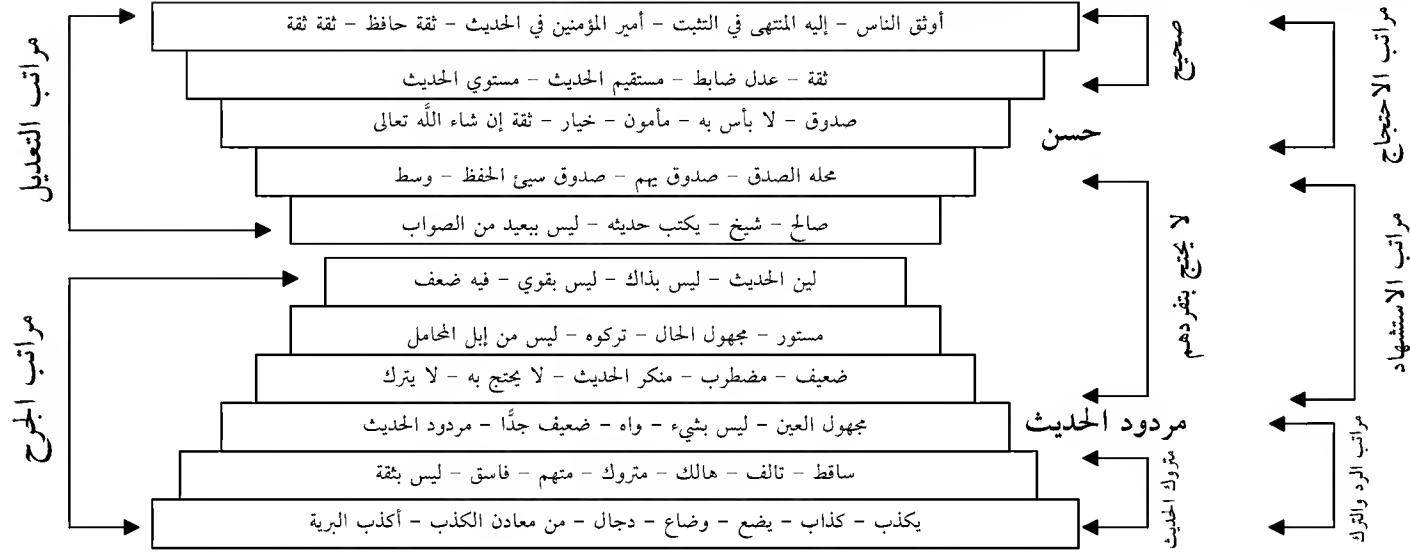 أوثق الناس – إليه المنتهى في التثبت – أمير المؤمنين في الحديث – ثقة حافظ – ثقة ثقة
ثقة – عدل ضابط – مستقيم الحديث – مستوي الحديث
صدوق – لا بأس به – مأمون – خيار – ثقة إن شاء اللَّه تعالى
محله الصدق – صدوق يهم – صدوق سيئ الحفظ – وسط
صالح – شيخ – يكتب حديثه – ليس ببعيد من الصواب
لين الحديث – ليس بذاك – ليس بقوي – فيه ضعف
مستور – مجهول الحال – تركوه – ليس من إبل المحامل
ضعيف – مضطرب – منكر الحديث – لا يحتج به – لا يترك
مجهول العين – ليس بشيء – واه – ضعيف جدًّا – مردود الحديث
ساقط – تالف – هالك – متروك – متهم – فاسق – ليس بثقة
يكذب – كذاب – يضع – وضاع – دجال – من معادن الكذب – أكذب البرية
مراتب الاحتجاج
مراتب الاستشهاد
مراتب الرد والترك
صحيح
حسن
لا يحتج بتفردهم
مردود الحديث
متروك الحديث
مراتب التعديل
مراتب الجرح